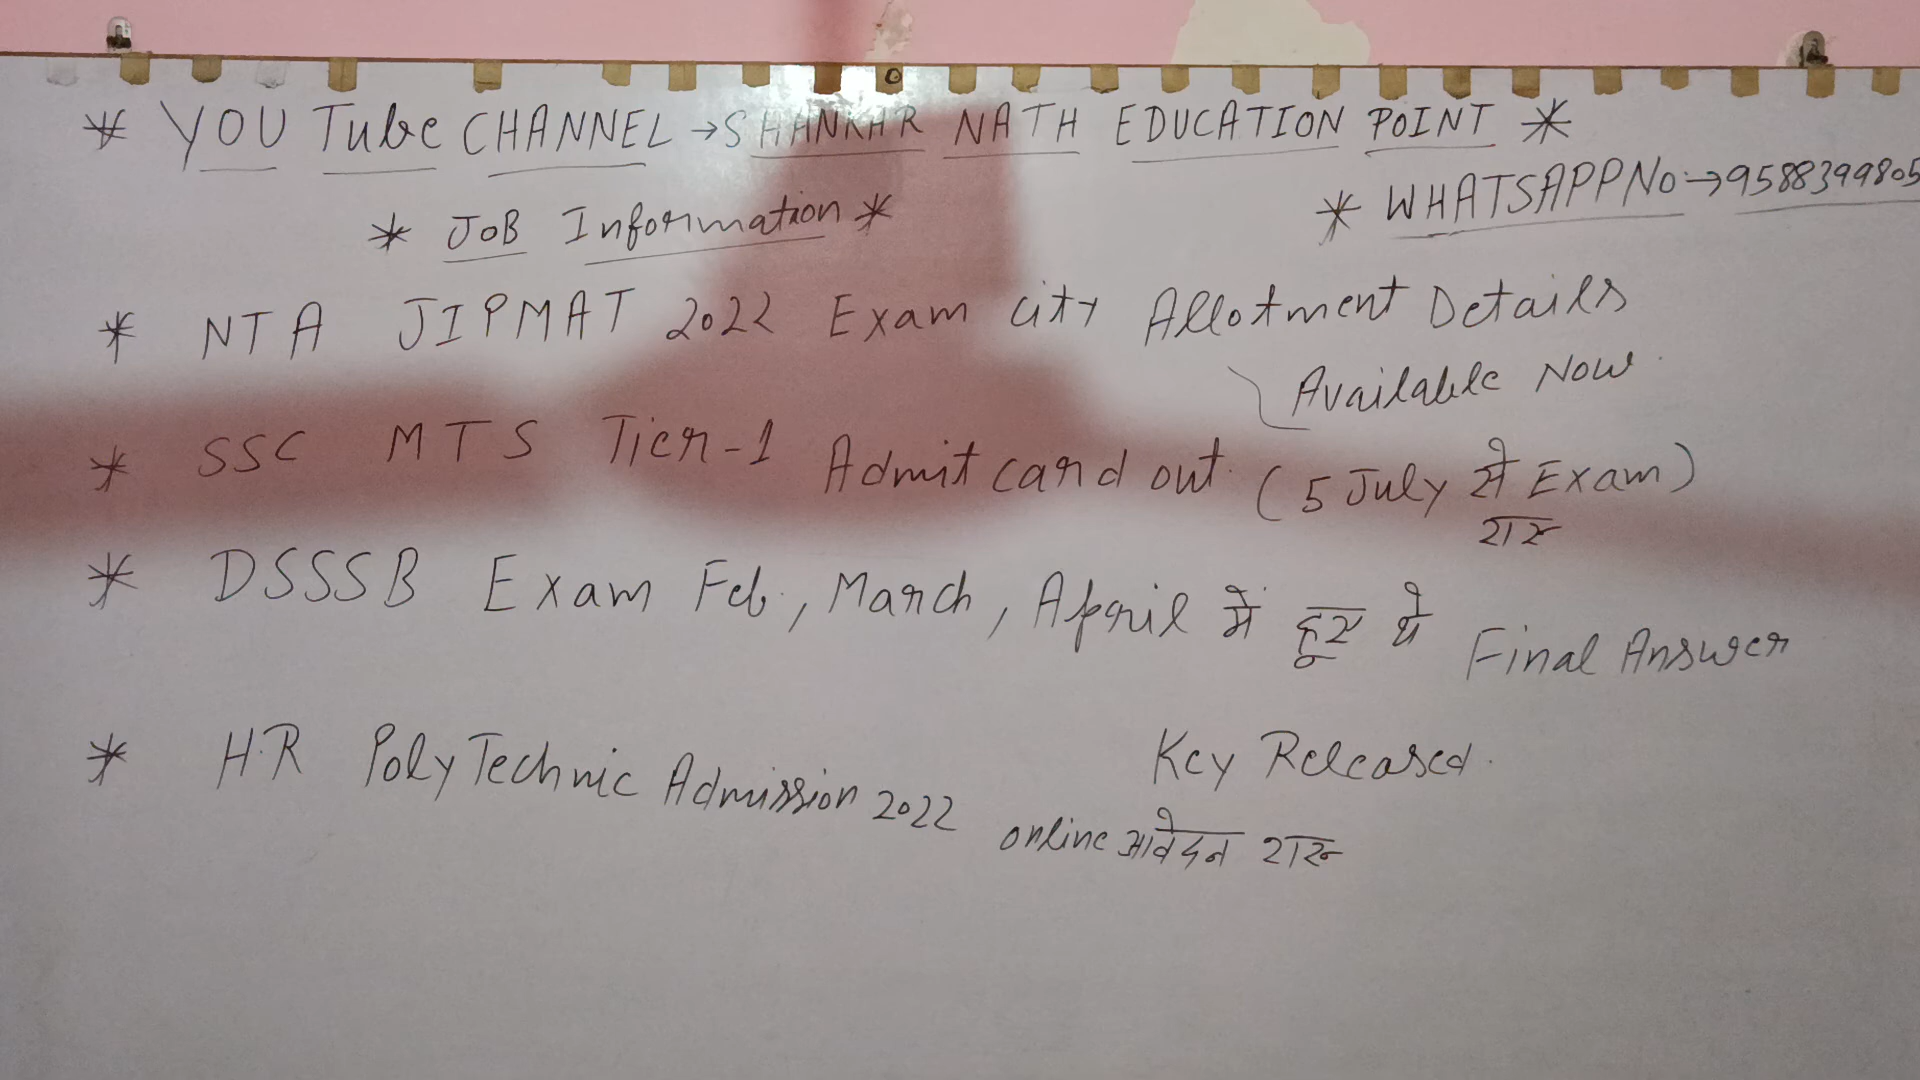 * YOU Tube CHANNEL → SHANKAR NATH EDUCATION POINT *
* WHATSAPP No. → 9588399805
* JOB Information *
* NTA JIPMAT 2022 Exam city Allotment Details
Available Now
* SSC MTS Tier-1 Admit card out (5 July से Exam)
शुरू
* DSSSB Exam Feb., March, April में हुए थे Final Answer
Key Released.
* H.R Poly Technic Admission 2022 online आवेदन शुरू